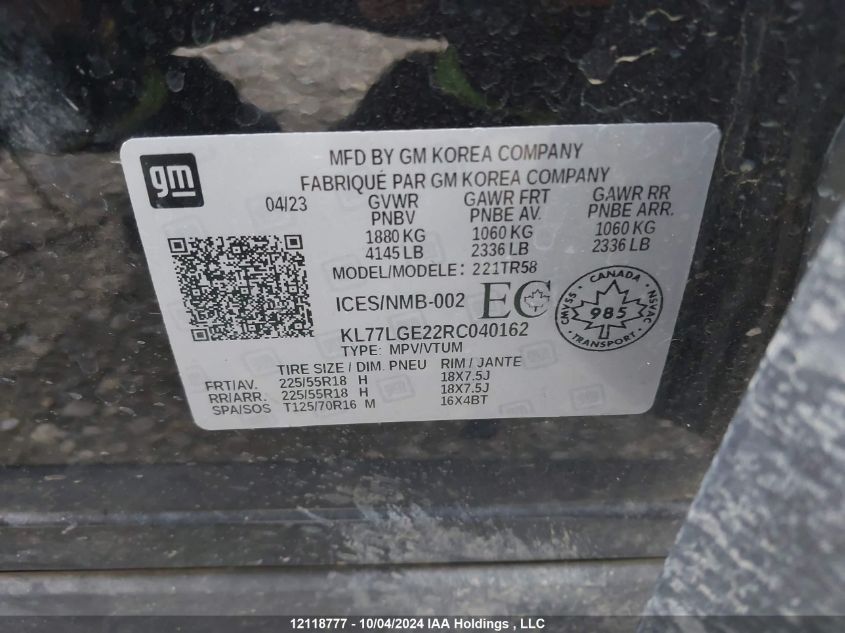 gm
MFD BY GM KOREA COMPANY
FABRIQUÉ PAR GM KOREA COMPANY
04/23 GVWR GAWR FRT GAWR RR
PNBV PNBE AV. PNBE ARR.
1880 KG 1060 KG 1060 KG
4145 LB 2336 LB 2336 LB
MODEL/MODÈLE: 221TR58
ICES/NMB-002 EC
KL77LGE22RC040162
TYPE: MPV/VTUM
CANADA
CMVSS 985 NSVAC
TRANSPORT
TIRE SIZE / DIM. PNEU RIM / JANTE
FRT/AV. 225/55R18 H 18X7.5J
RR/ARR. 225/55R18 H 18X7.5J
SPA/SOS T125/70R16 M 16X4BT
12118777 - 10/04/2024 IAA Holdings , LLC